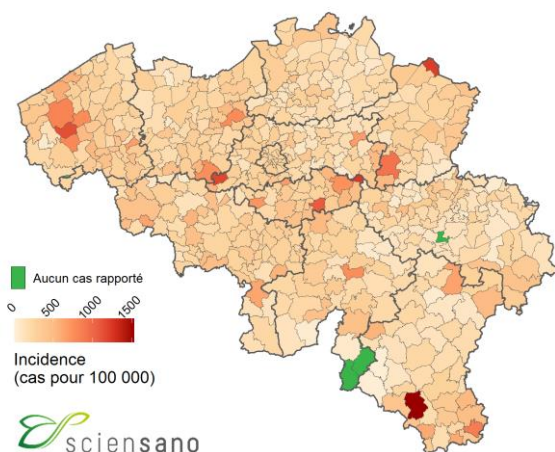 Aucun cas rapporté
0 500 1000 1500
Incidence
(cas pour 100 000)
sciensano